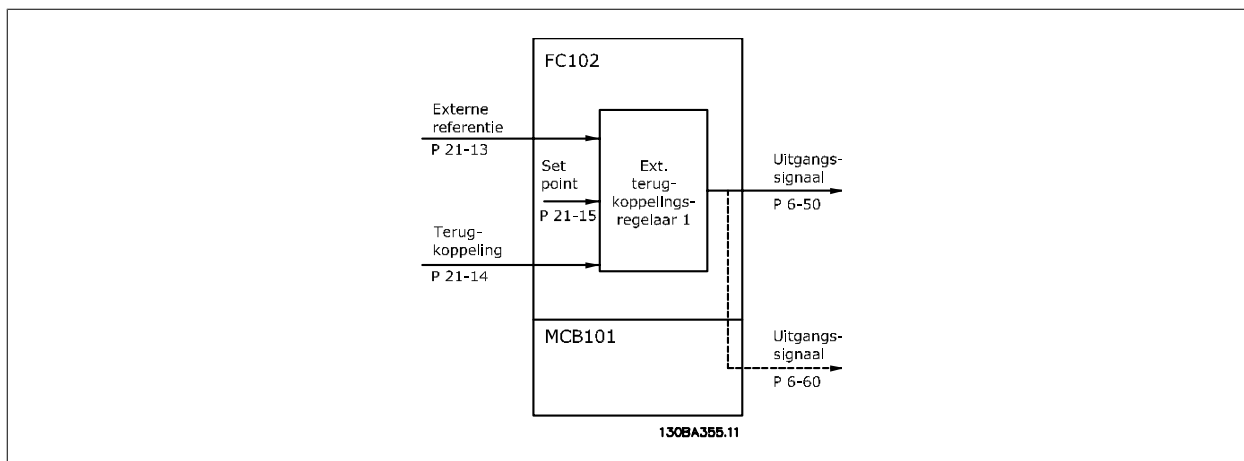 FC102
Externe
referentie
P 21-13
Set
point
P 21-15
Ext.
terug-
koppelings-
regelaar 1
Uitgangs-
signaal
P 6-50
Terug-
koppeling
P 21-14
MCB101
Uitgangs-
signaal
P 6-60
130BA355.11